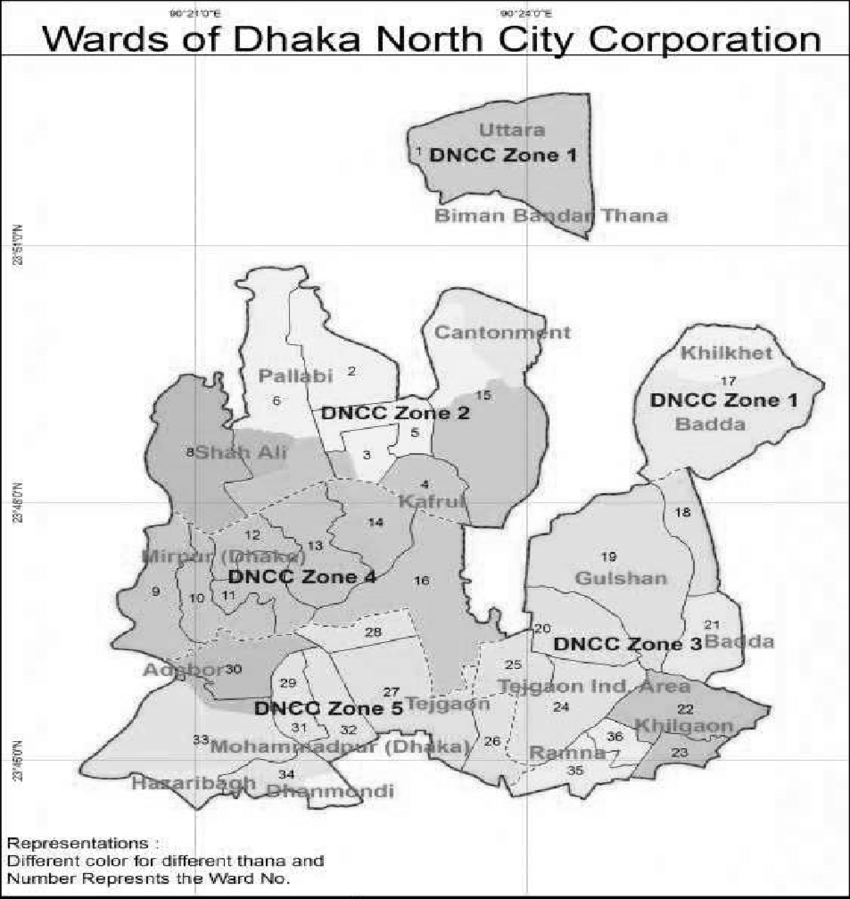 90°21'0"E 90°24'0"E
Wards of Dhaka North City Corporation
Uttara
1 DNCC Zone 1
Biman Bandar Thana
23°51'0"N
Cantonment
Khilkhet
2
Pallabi
17
6
15
DNCC Zone 1
DNCC Zone 2
Badda
5
8 Shah Ali
3
4
Kafrul
23°48'0"N
18
14
12
13
Mirpur (Dhaka)
19
DNCC Zone 4
16
Gulshan
9
10
11
21
28
20
DNCC Zone 3 Badda
25
Adabor 30
29
Tejgaon Ind. Area
27
DNCC Zone 5 Tejgaon
24
22
31
32
Khilgaon
33
26
36
Mohammadpur (Dhaka)
Ramna 7
23
23°45'0"N
34
35
Hazaribagh Dhanmondi
Representations :
Different color for different thana and
Number Represnts the Ward No.